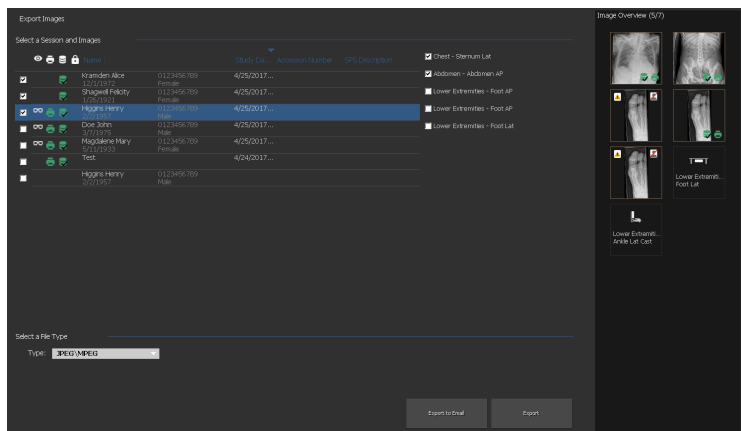 Export Images
Image Overview (5/7)
Select a Session and Images
Name
Study Da... Accession Number SPS Description
Kramden Alice 0123456789 4/25/2017...
12/1/1972 Female
Shagwell Felicity 0123456789 4/25/2017...
1/26/1921 Female
Higgins Henry 0123456789 4/25/2017...
2/2/1957 Male
Doe John 0123456789 4/25/2017...
3/7/1975 Male
Magdalene Mary 0123456789 4/25/2017...
5/11/1933 Female
Test 4/24/2017...
Higgins Henry 0123456789
2/2/1957 Male
Chest - Sternum Lat
Abdomen - Abdomen AP
Lower Extremities - Foot AP
Lower Extremities - Foot AP
Lower Extremities - Foot Lat
Lower Extremiti...
Foot Lat
Lower Extremiti...
Ankle Lat Cast
Select a File Type
Type: JPEG\MPEG
Export to Email
Export